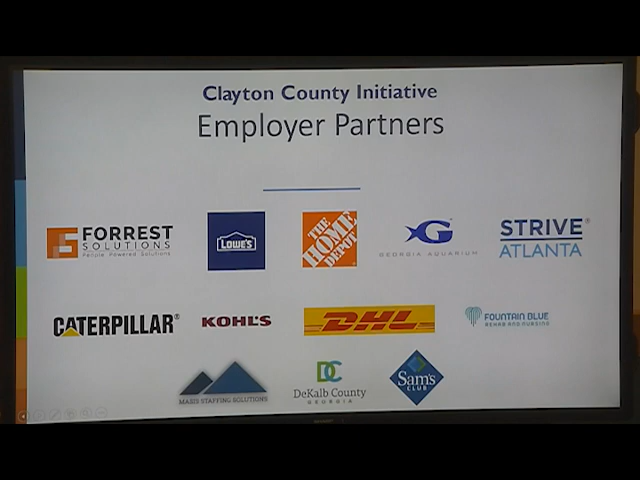 Clayton County Initiative
Employer Partners
FORREST
SOLUTIONS
People Powered Solutions
LOWE'S
THE
HOME
DEPOT
GEORGIA AQUARIUM
STRIVE®
ATLANTA
CATERPILLAR®
KOHL'S
DHL
FOUNTAIN BLUE
REHAB AND NURSING
MASIS STAFFING SOLUTIONS
DC
DeKalb County
GEORGIA
Sam's
CLUB